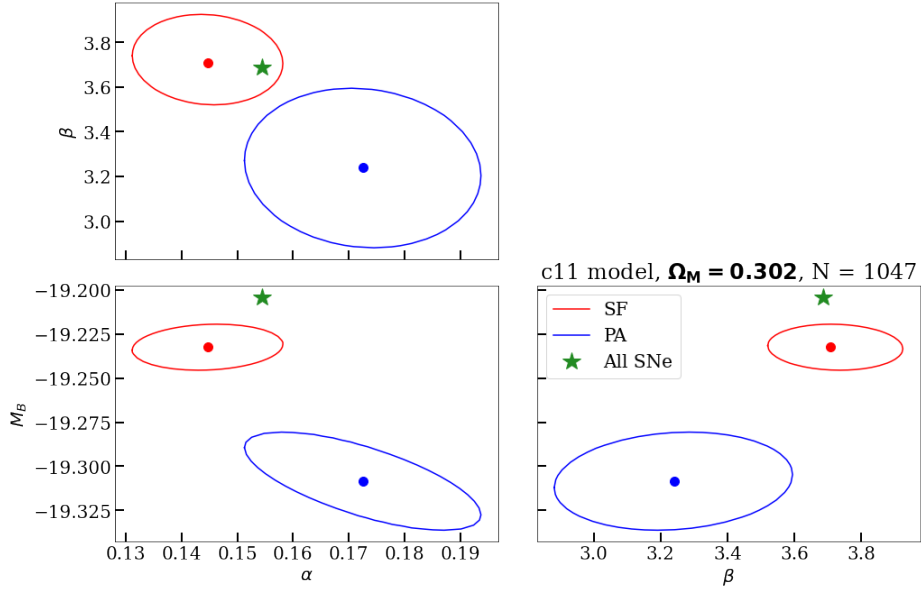 3.8
3.6
3.4
3.2
3.0
β
c11 model, Ω_M = 0.302, N = 1047
−19.200
−19.225
−19.250
−19.275
−19.300
−19.325
M_B
0.13 0.14 0.15 0.16 0.17 0.18 0.19
α
SF
PA
All SNe
3.0 3.2 3.4 3.6 3.8
β